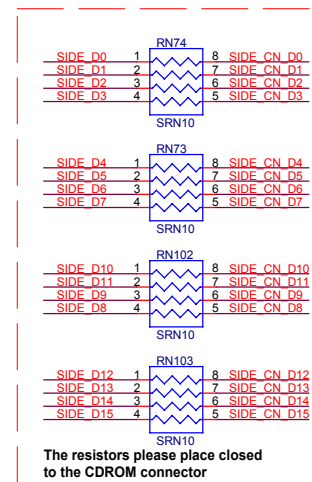 RN74
SIDE_D0 1 8 SIDE_CN_D0
SIDE_D1 2 7 SIDE_CN_D1
SIDE_D2 3 6 SIDE_CN_D2
SIDE_D3 4 5 SIDE_CN_D3
SRN10
RN73
SIDE_D4 1 8 SIDE_CN_D4
SIDE_D5 2 7 SIDE_CN_D5
SIDE_D6 3 6 SIDE_CN_D6
SIDE_D7 4 5 SIDE_CN_D7
SRN10
RN102
SIDE_D10 1 8 SIDE_CN_D10
SIDE_D11 2 7 SIDE_CN_D11
SIDE_D9 3 6 SIDE_CN_D9
SIDE_D8 4 5 SIDE_CN_D8
SRN10
RN103
SIDE_D12 1 8 SIDE_CN_D12
SIDE_D13 2 7 SIDE_CN_D13
SIDE_D14 3 6 SIDE_CN_D14
SIDE_D15 4 5 SIDE_CN_D15
SRN10
The resistors please place closed
to the CDROM connector